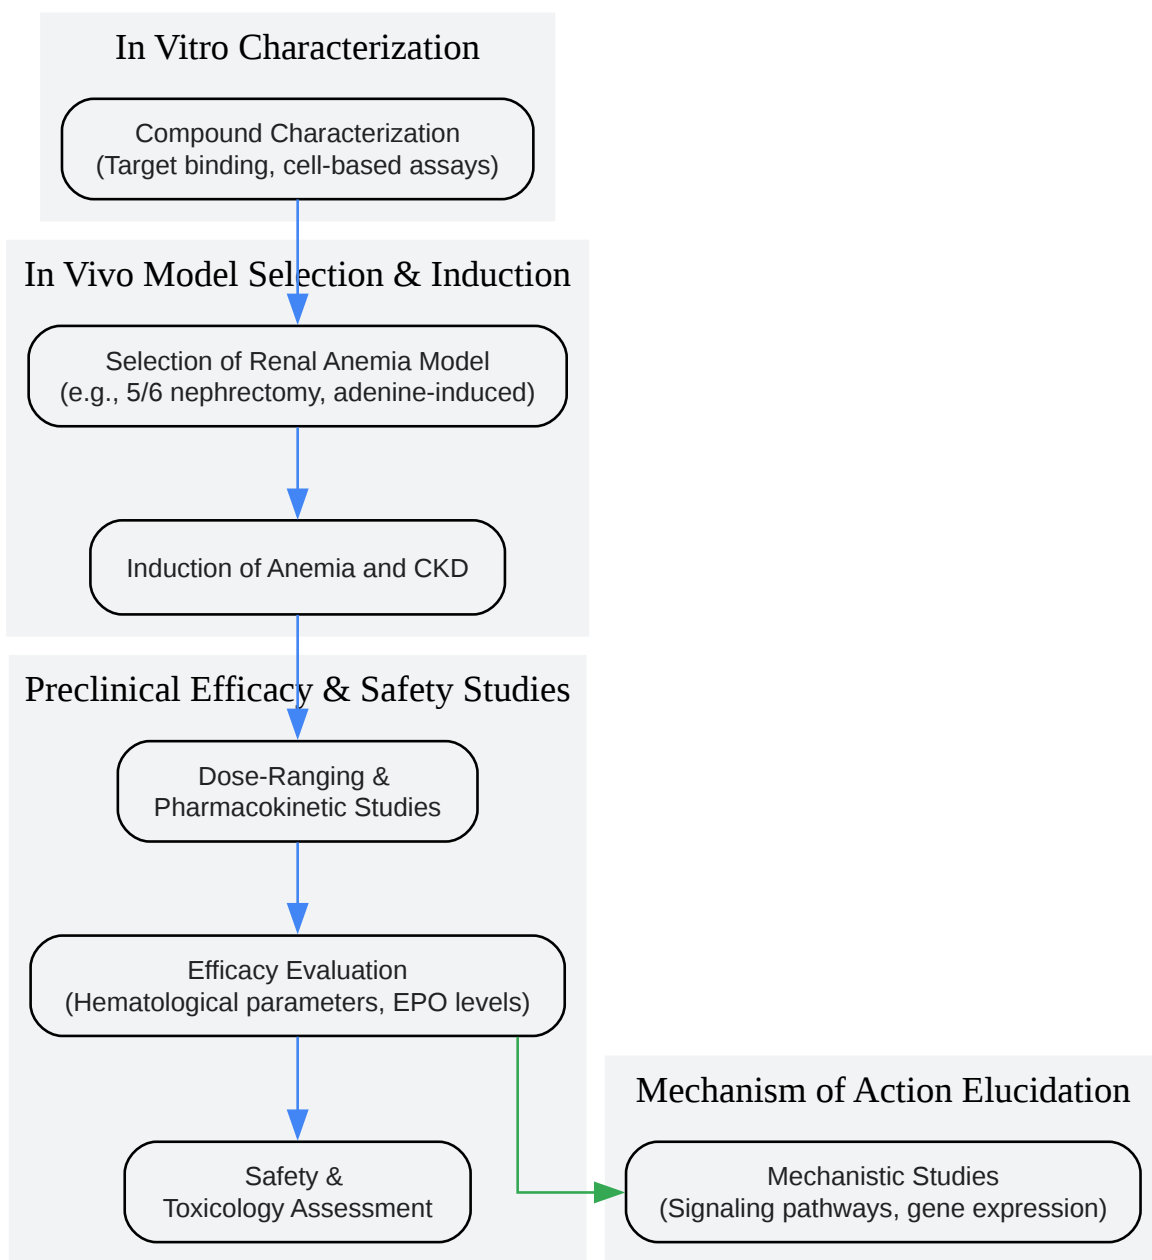 In Vitro Characterization
Compound Characterization
(Target binding, cell-based assays)
In Vivo Model Selection & Induction
Selection of Renal Anemia Model
(e.g., 5/6 nephrectomy, adenine-induced)
Induction of Anemia and CKD
Preclinical Efficacy & Safety Studies
Dose-Ranging &
Pharmacokinetic Studies
Efficacy Evaluation
(Hematological parameters, EPO levels)
Safety &
Toxicology Assessment
Mechanism of Action Elucidation
Mechanistic Studies
(Signaling pathways, gene expression)